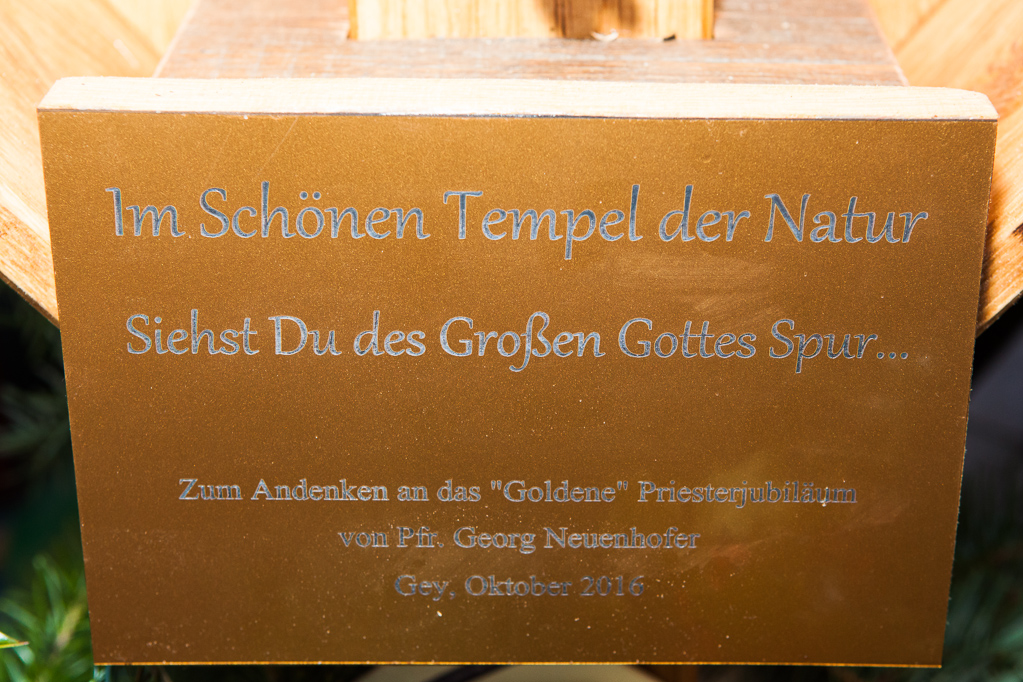 Im Schönen Tempel der Natur
Siehst Du des Großen Gottes Spur...
Zum Andenken an das "Goldene" Priesterjubiläum
von Pfr. Georg Neuenhofer
Gey, Oktober 2016